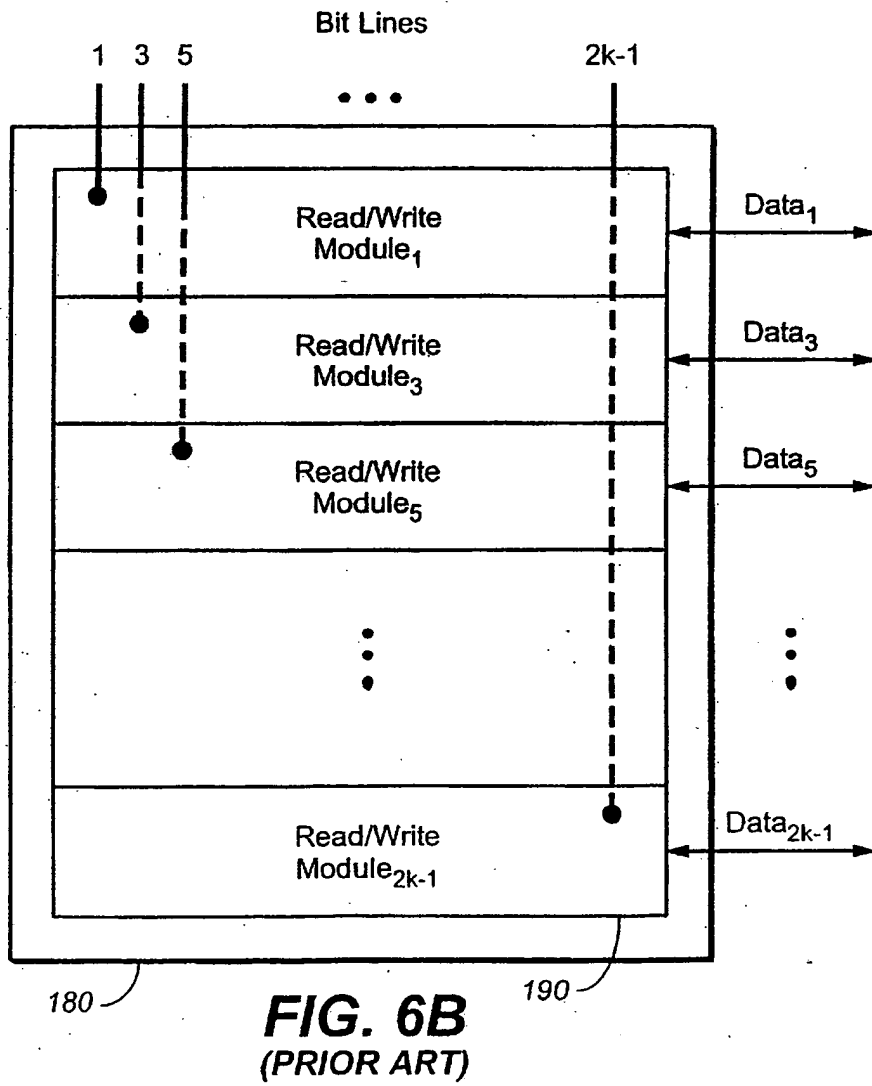 Bit Lines
1 3 5 2k-1
Read/Write
Module1
Data1
Read/Write
Module3
Data3
Read/Write
Module5
Data5
Read/Write
Module2k-1
Data2k-1
180
190
FIG. 6B
(PRIOR ART)